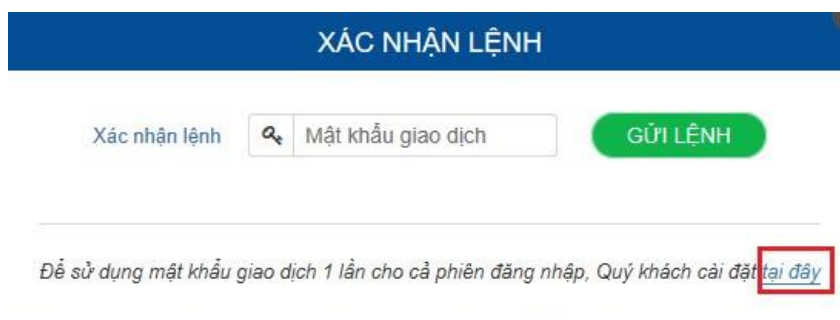 XÁC NHẬN LỆNH
Xác nhận lệnh Mật khẩu giao dịch GỬI LỆNH
Để sử dụng mật khẩu giao dịch 1 lần cho cả phiên đăng nhập, Quý khách cài đặt tại đây